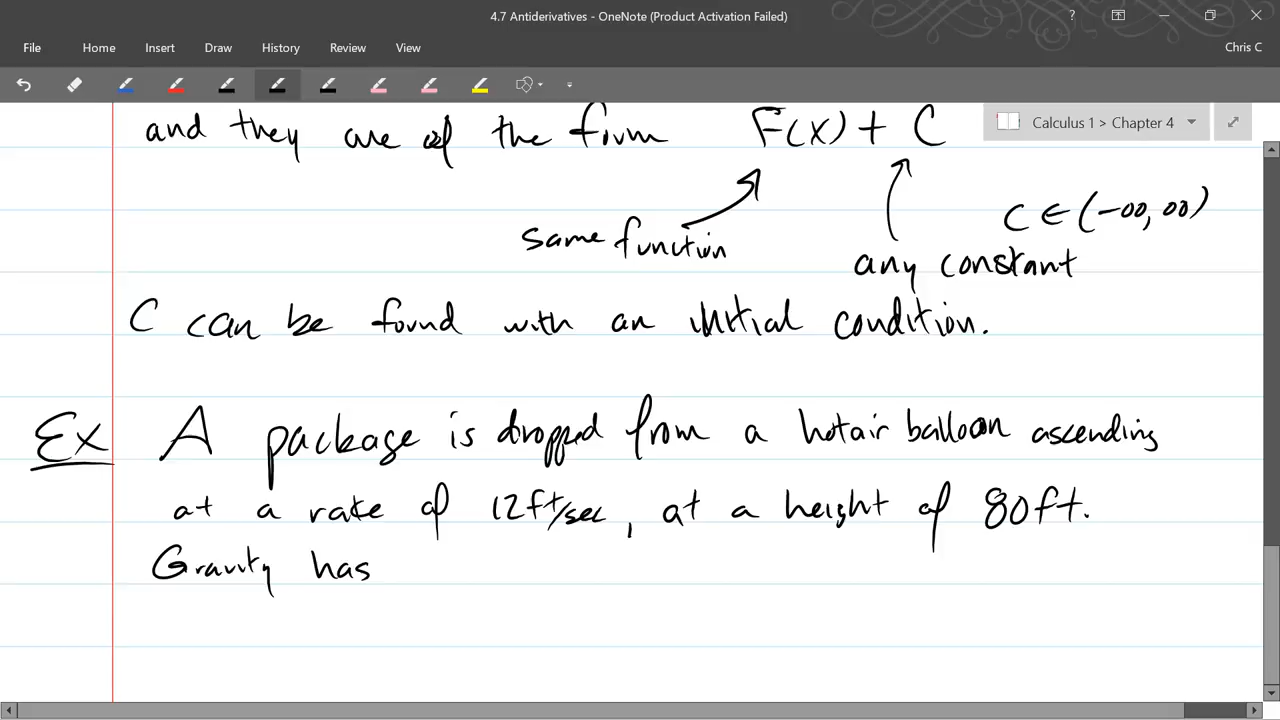 4.7 Antiderivatives - OneNote (Product Activation Failed)
?
File Home Insert Draw History Review View Chris C
Calculus 1 > Chapter 4
and they are of the form F(x) + C
same function
any constant
C ∈ (-∞, ∞)
C can be found with an initial condition.
Ex A package is dropped from a hot air balloon ascending
at a rate of 12ft/sec, at a height of 80ft.
Gravity has